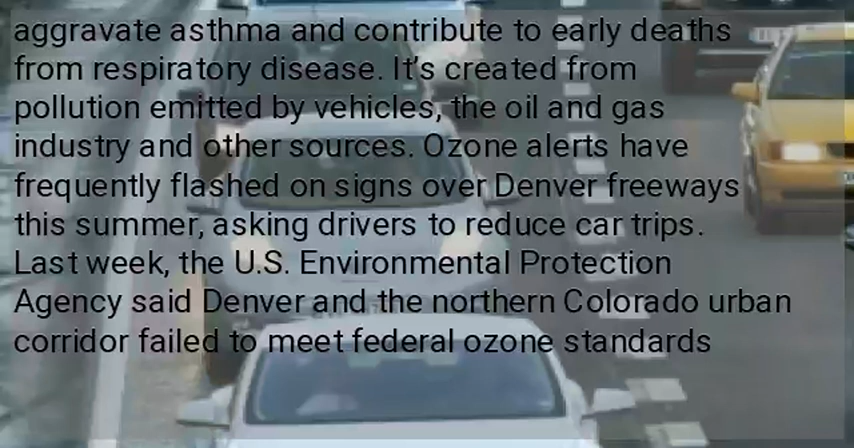 aggravate asthma and contribute to early deaths
from respiratory disease. It’s created from
pollution emitted by vehicles, the oil and gas
industry and other sources. Ozone alerts have
frequently flashed on signs over Denver freeways
this summer, asking drivers to reduce car trips.
Last week, the U.S. Environmental Protection
Agency said Denver and the northern Colorado urban
corridor failed to meet federal ozone standards